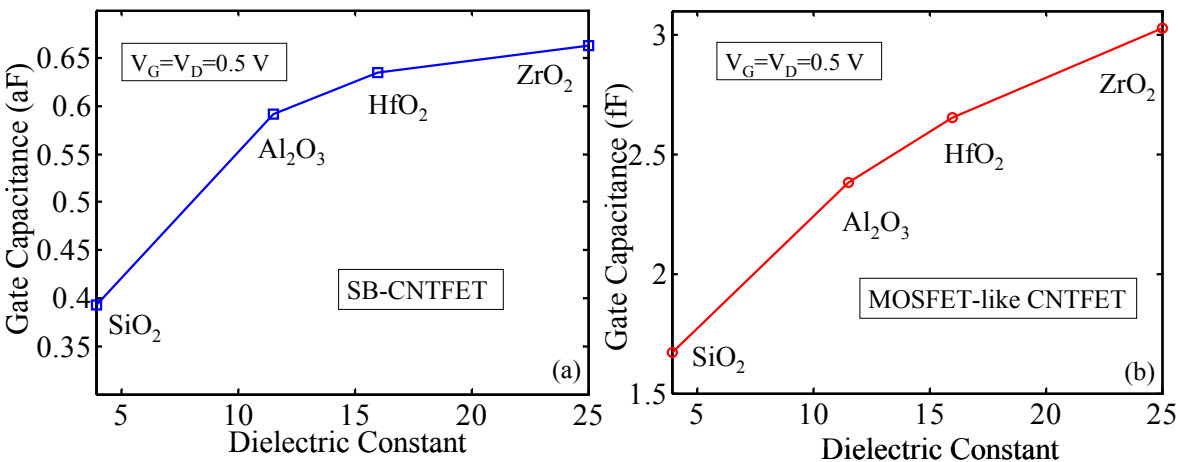 Gate Capacitance (aF)
0.65
0.6
0.55
0.5
0.45
0.4
0.35
V_G=V_D=0.5 V
ZrO₂
HfO₂
Al₂O₃
SB-CNTFET
SiO₂
(a)
5 10 15 20 25
Dielectric Constant
Gate Capacitance (fF)
3
2.5
2
1.5
V_G=V_D=0.5 V
ZrO₂
HfO₂
Al₂O₃
MOSFET-like CNTFET
SiO₂
(b)
5 10 15 20 25
Dielectric Constant